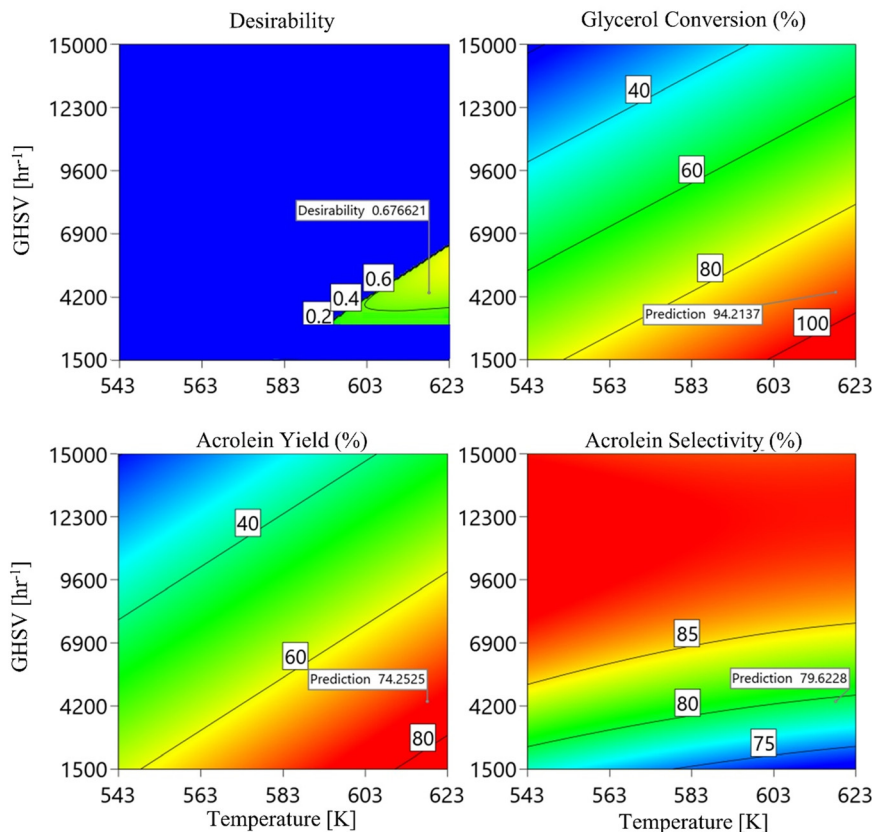 Desirability
Glycerol Conversion (%)
GHSV [hr-1]
15000
12300
9600
6900
4200
1500
Desirability 0.676621
0.6
0.4
0.2
543 563 583 603 623
15000
12300
9600
6900
4200
1500
40
60
80
Prediction 94.2137
100
543 563 583 603 623
Acrolein Yield (%)
Acrolein Selectivity (%)
GHSV [hr-1]
15000
12300
9600
6900
4200
1500
40
60
Prediction 74.2525
80
543 563 583 603 623
Temperature [K]
15000
12300
9600
6900
4200
1500
85
Prediction 79.6228
80
75
543 563 583 603 623
Temperature [K]